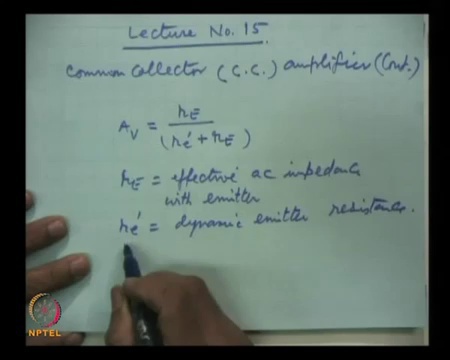 Lecture No. 15.
Common Collector (C.C.) amplifier (Cont.)
A_V = r_E / (r_e' + r_E)
r_E = effective ac impedance
with emitter
r_e' = dynamic emitter resistance.
NPTEL